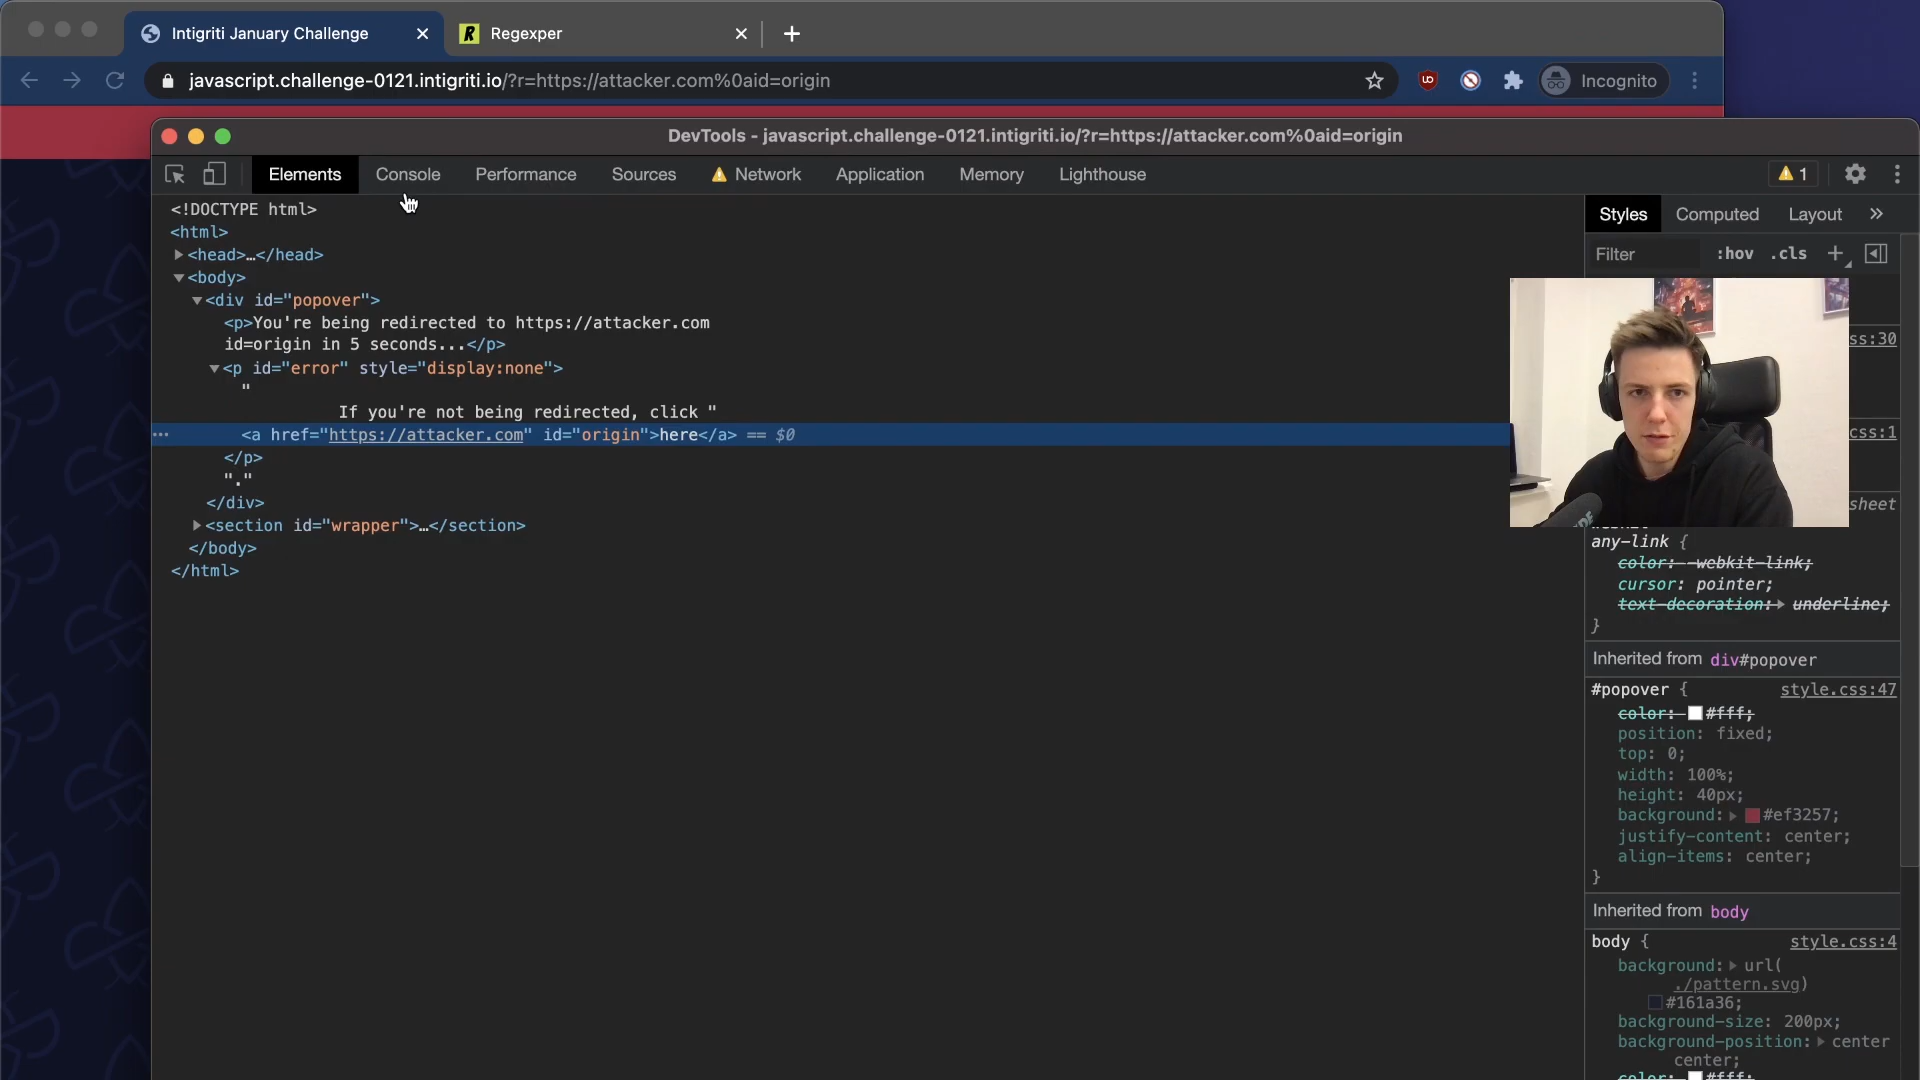 Intigriti January Challenge
Regexper
javascript.challenge-0121.intigriti.io/?r=https://attacker.com%0aid=origin
Incognito
DevTools - javascript.challenge-0121.intigriti.io/?r=https://attacker.com%0aid=origin
Elements Console Performance Sources Network Application Memory Lighthouse 1
<!DOCTYPE html>
<html>
<head>…</head>
<body>
<div id="popover">
<p>You're being redirected to https://attacker.com
id=origin in 5 seconds...</p>
<p id="error" style="display:none">
"
If you're not being redirected, click "
<a href="https://attacker.com" id="origin">here</a> == $0
</p>
"."
</div>
<section id="wrapper">…</section>
</body>
</html>
Styles Computed Layout »
Filter :hov .cls +
ss:30
css:1
sheet
any-link {
color: -webkit-link;
cursor: pointer;
text-decoration: underline;
}
Inherited from div#popover
#popover { style.css:47
color: #fff;
position: fixed;
top: 0;
width: 100%;
height: 40px;
background: #ef3257;
justify-content: center;
align-items: center;
}
Inherited from body
body { style.css:4
background: url(
./pattern.svg)
#161a36;
background-size: 200px;
background-position: center
center;
color: #fff;